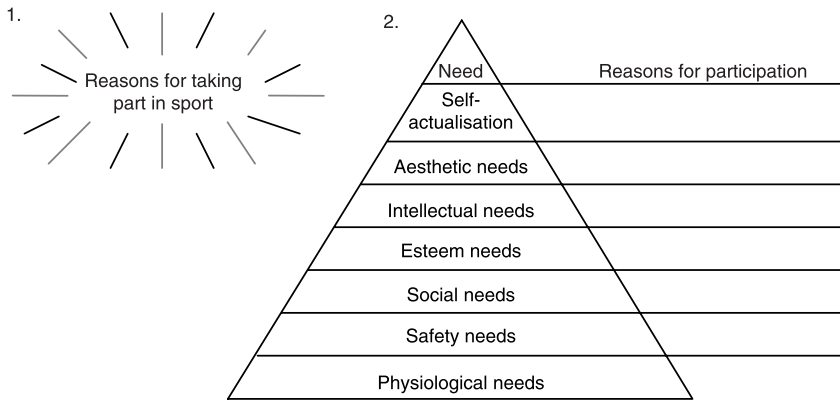 1.
Reasons for taking
part in sport
2.
Need
Reasons for participation
Self-
actualisation
Aesthetic needs
Intellectual needs
Esteem needs
Social needs
Safety needs
Physiological needs